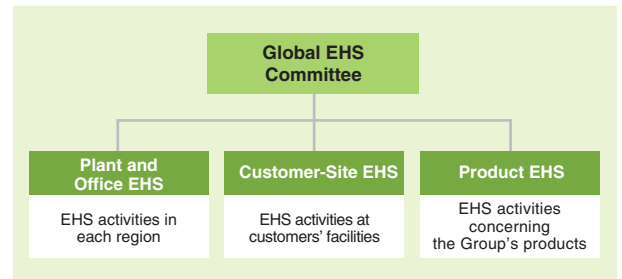 Global EHS
Committee
Plant and
Office EHS
EHS activities in
each region
Customer-Site EHS
EHS activities at
customers' facilities
Product EHS
EHS activities
concerning
the Group's products